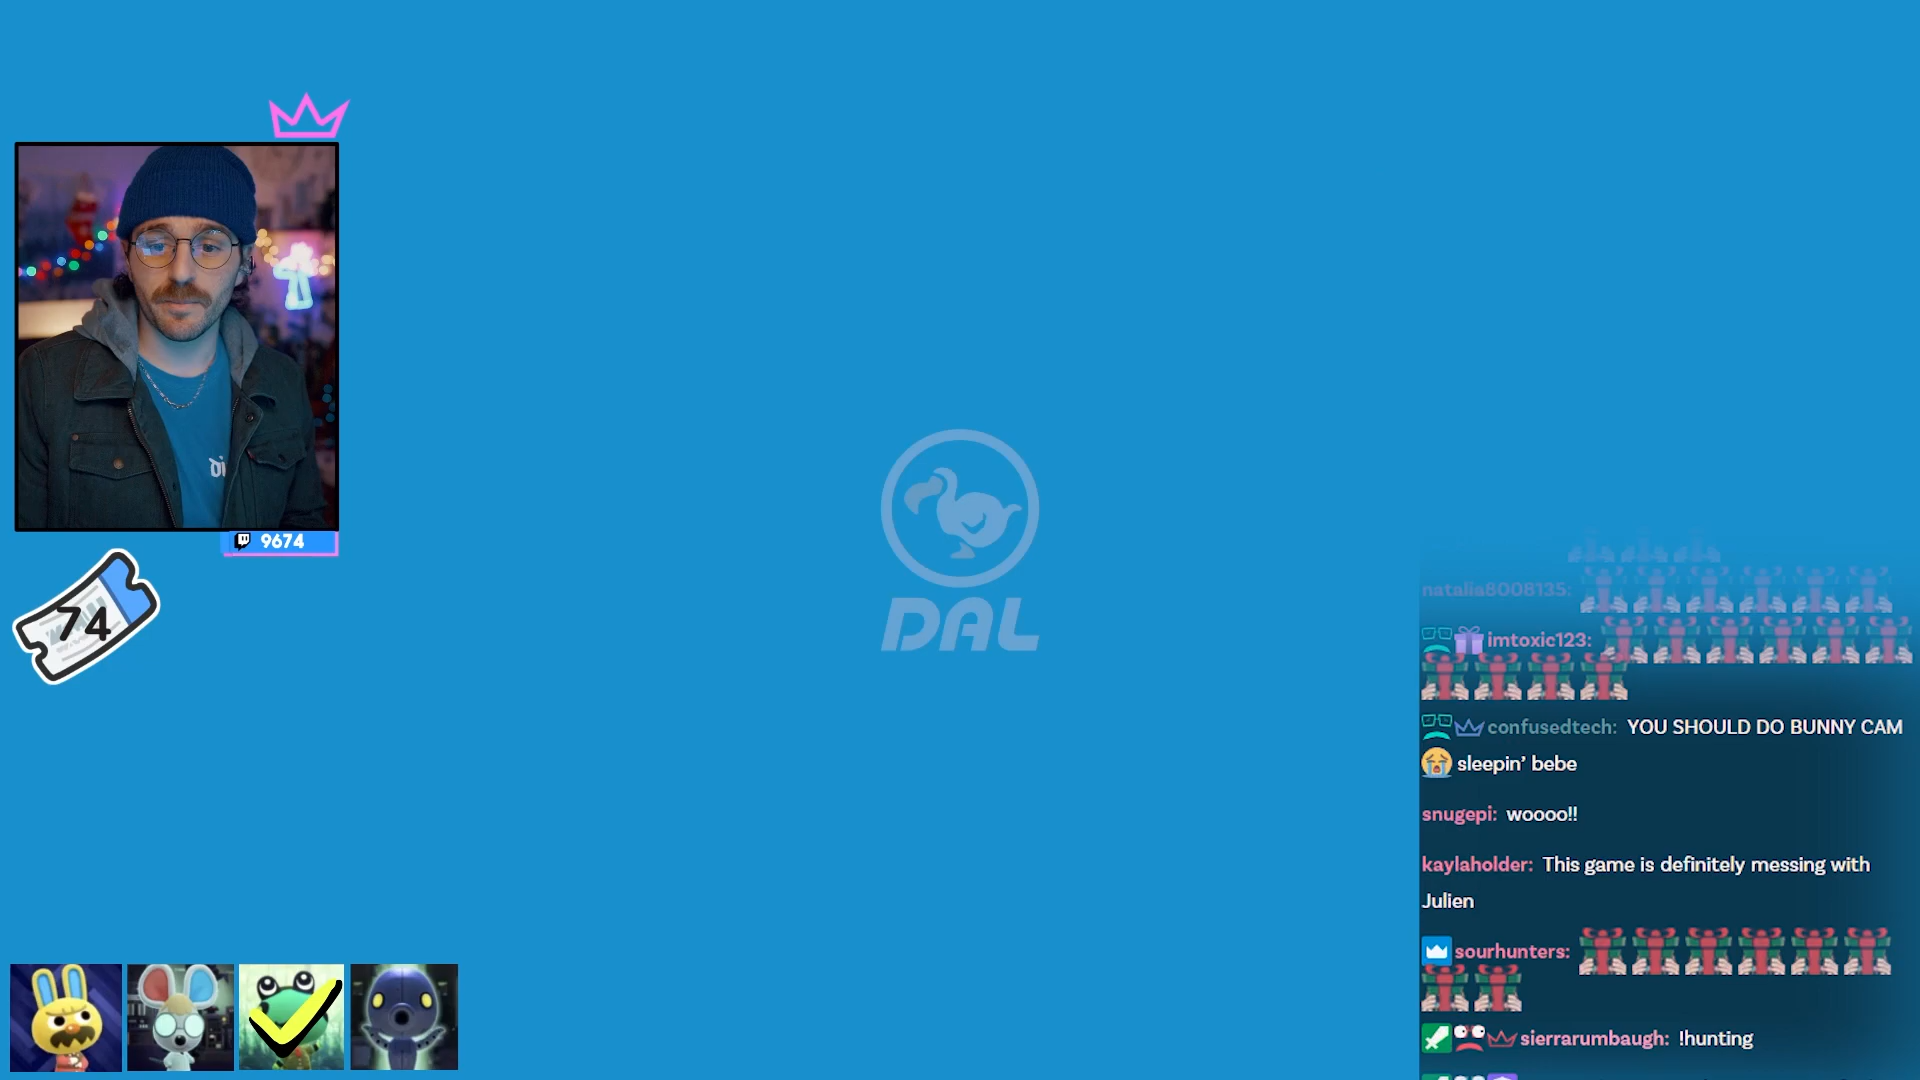 9674
74
DAL
natalia8008135:
imtoxic123:
confusedtech: YOU SHOULD DO BUNNY CAM
sleepin’ bebe
snugepi: woooo!!
kaylaholder: This game is definitely messing with
Julien
sourhunters:
sierrarumbaugh: !hunting